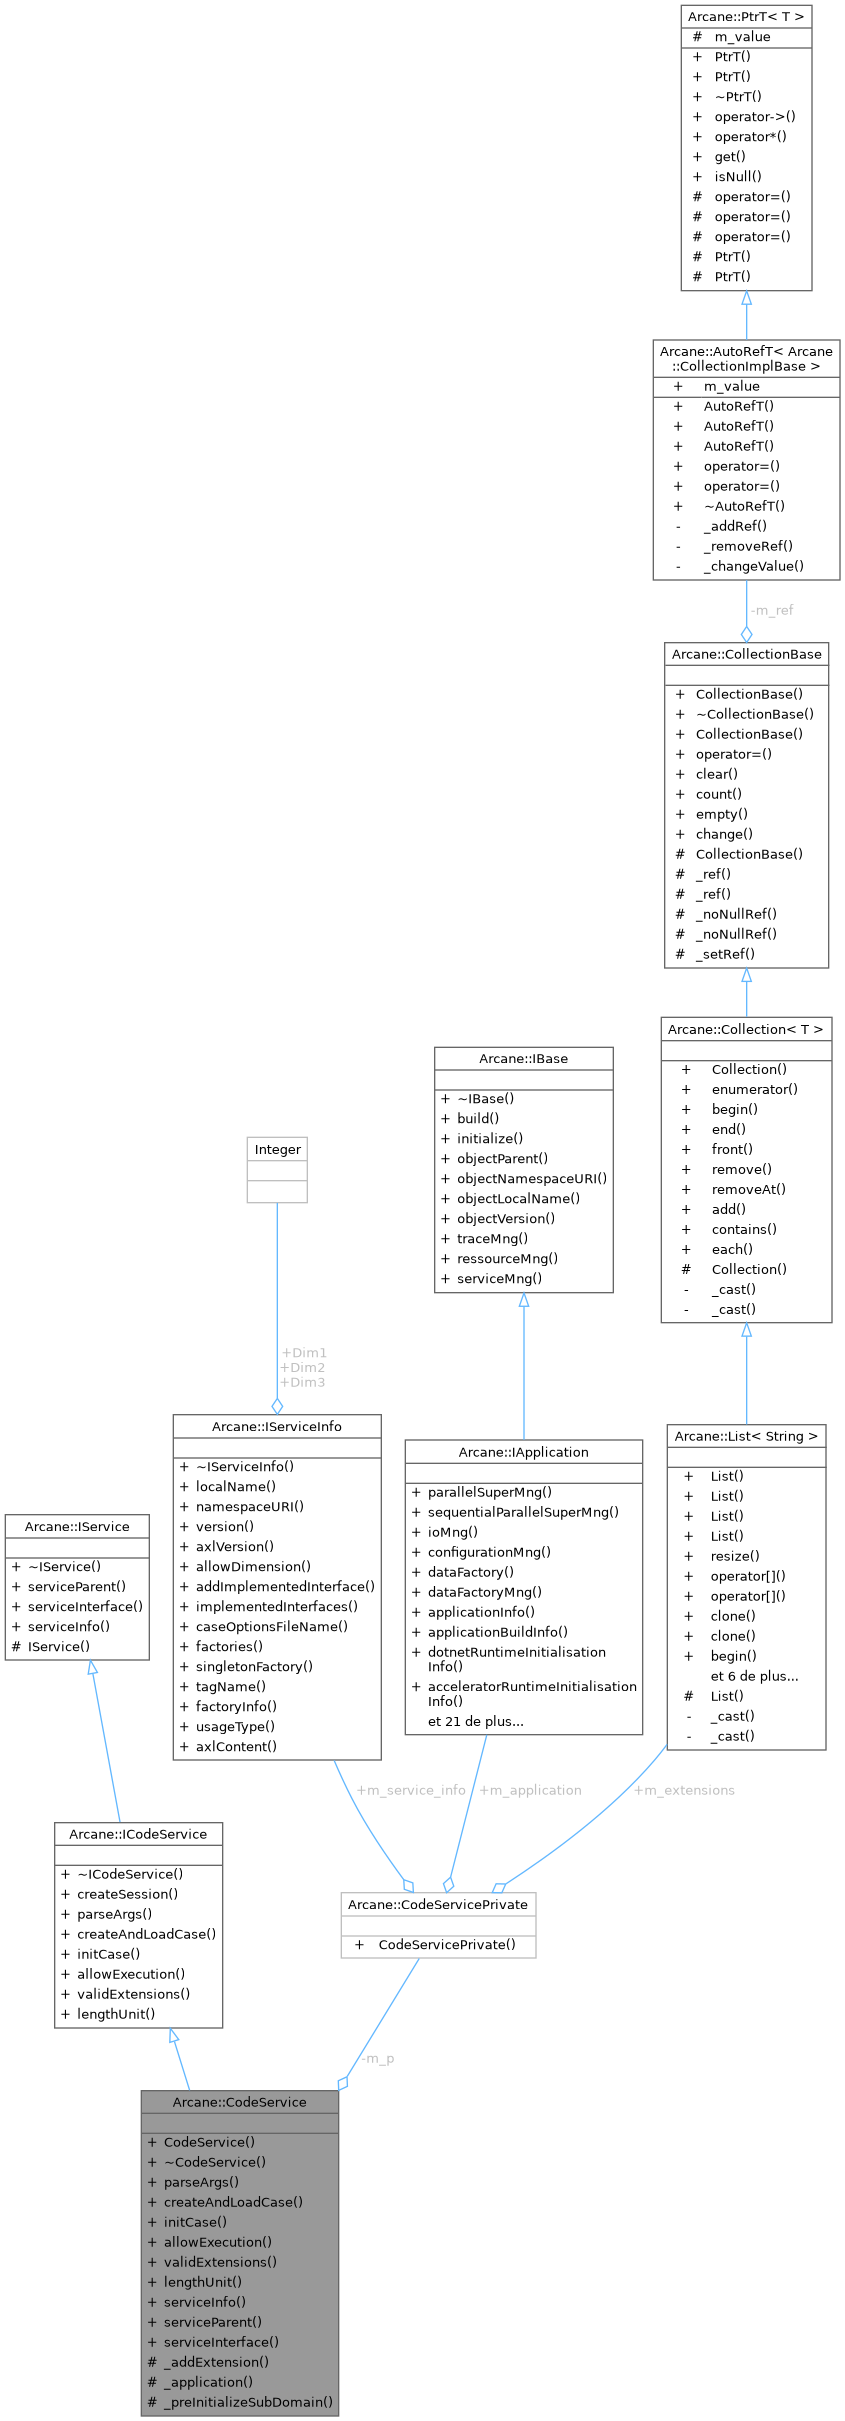 Arcane::PtrT< T >
# m_value
+ PtrT()
+ PtrT()
+ ~PtrT()
+ operator->()
+ operator*()
+ get()
+ isNull()
# operator=()
# operator=()
# operator=()
# PtrT()
# PtrT()
Arcane::AutoRefT< Arcane
::CollectionImplBase >
+ m_value
+ AutoRefT()
+ AutoRefT()
+ AutoRefT()
+ operator=()
+ operator=()
+ ~AutoRefT()
- _addRef()
- _removeRef()
- _changeValue()
-m_ref
Arcane::CollectionBase
+ CollectionBase()
+ ~CollectionBase()
+ CollectionBase()
+ operator=()
+ clear()
+ count()
+ empty()
+ change()
# CollectionBase()
# _ref()
# _ref()
# _noNullRef()
# _noNullRef()
# _setRef()
Arcane::Collection< T >
+ Collection()
+ enumerator()
+ begin()
+ end()
+ front()
+ remove()
+ removeAt()
+ add()
+ contains()
+ each()
# Collection()
- _cast()
- _cast()
Arcane::IBase
+ ~IBase()
+ build()
+ initialize()
+ objectParent()
+ objectNamespaceURI()
+ objectLocalName()
+ objectVersion()
+ traceMng()
+ ressourceMng()
+ serviceMng()
Integer
+Dim1
+Dim2
+Dim3
Arcane::IServiceInfo
+ ~IServiceInfo()
+ localName()
+ namespaceURI()
+ version()
+ axlVersion()
+ allowDimension()
+ addImplementedInterface()
+ implementedInterfaces()
+ caseOptionsFileName()
+ factories()
+ singletonFactory()
+ tagName()
+ factoryInfo()
+ usageType()
+ axlContent()
Arcane::IApplication
+ parallelSuperMng()
+ sequentialParallelSuperMng()
+ ioMng()
+ configurationMng()
+ dataFactory()
+ dataFactoryMng()
+ applicationInfo()
+ applicationBuildInfo()
+ dotnetRuntimeInitialisation
Info()
+ acceleratorRuntimeInitialisation
Info()
et 21 de plus...
Arcane::List< String >
+ List()
+ List()
+ List()
+ List()
+ resize()
+ operator[]()
+ operator[]()
+ clone()
+ clone()
+ begin()
et 6 de plus...
# List()
- _cast()
- _cast()
Arcane::IService
+ ~IService()
+ serviceParent()
+ serviceInterface()
+ serviceInfo()
# IService()
+m_service_info
+m_application
+m_extensions
Arcane::ICodeService
+ ~ICodeService()
+ createSession()
+ parseArgs()
+ createAndLoadCase()
+ initCase()
+ allowExecution()
+ validExtensions()
+ lengthUnit()
Arcane::CodeServicePrivate
+ CodeServicePrivate()
-m_p
Arcane::CodeService
+ CodeService()
+ ~CodeService()
+ parseArgs()
+ createAndLoadCase()
+ initCase()
+ allowExecution()
+ validExtensions()
+ lengthUnit()
+ serviceInfo()
+ serviceParent()
+ serviceInterface()
# _addExtension()
# _application()
# _preInitializeSubDomain()